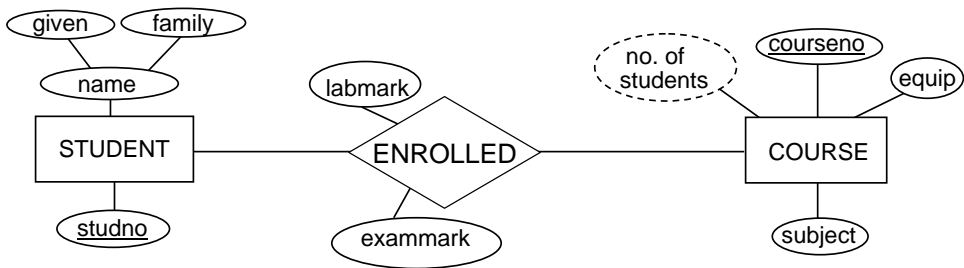 given
family
name
STUDENT
studno
labmark
ENROLLED
exammark
no. of
students
courseno
equip
COURSE
subject